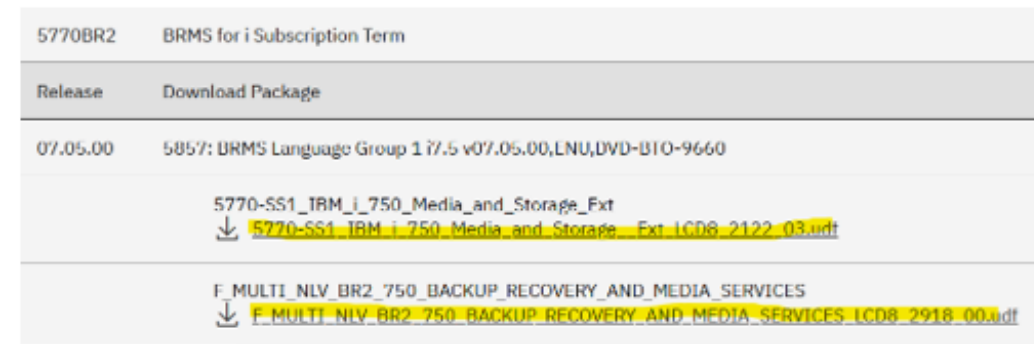 5770BR2 BRMS for i Subscription Term
Release Download Package
07.05.00 5857: BRMS Language Group 1 i7.5 v07.05.00,ENU,DVD-BTO-9660
5770-SS1_IBM_i_750_Media_and_Storage_Ext
5770-SS1_IBM_i_750_Media_and_Storage__Ext_LCD8_2122_03.udf
F_MULTI_NLV_BR2_750_BACKUP_RECOVERY_AND_MEDIA_SERVICES
F_MULTI_NLV_BR2_750_BACKUP_RECOVERY_AND_MEDIA_SERVICES_LCD8_2918_00.udf